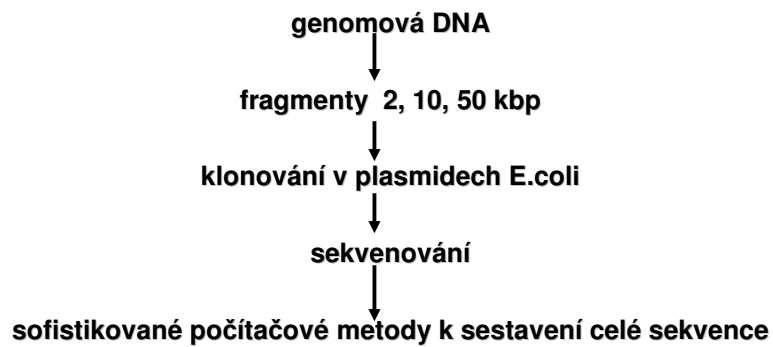 genomová DNA
fragmenty  2, 10, 50 kbp
klonování v plasmidech E.coli
sekvenování
sofistikované počítačové metody k sestavení celé sekvence